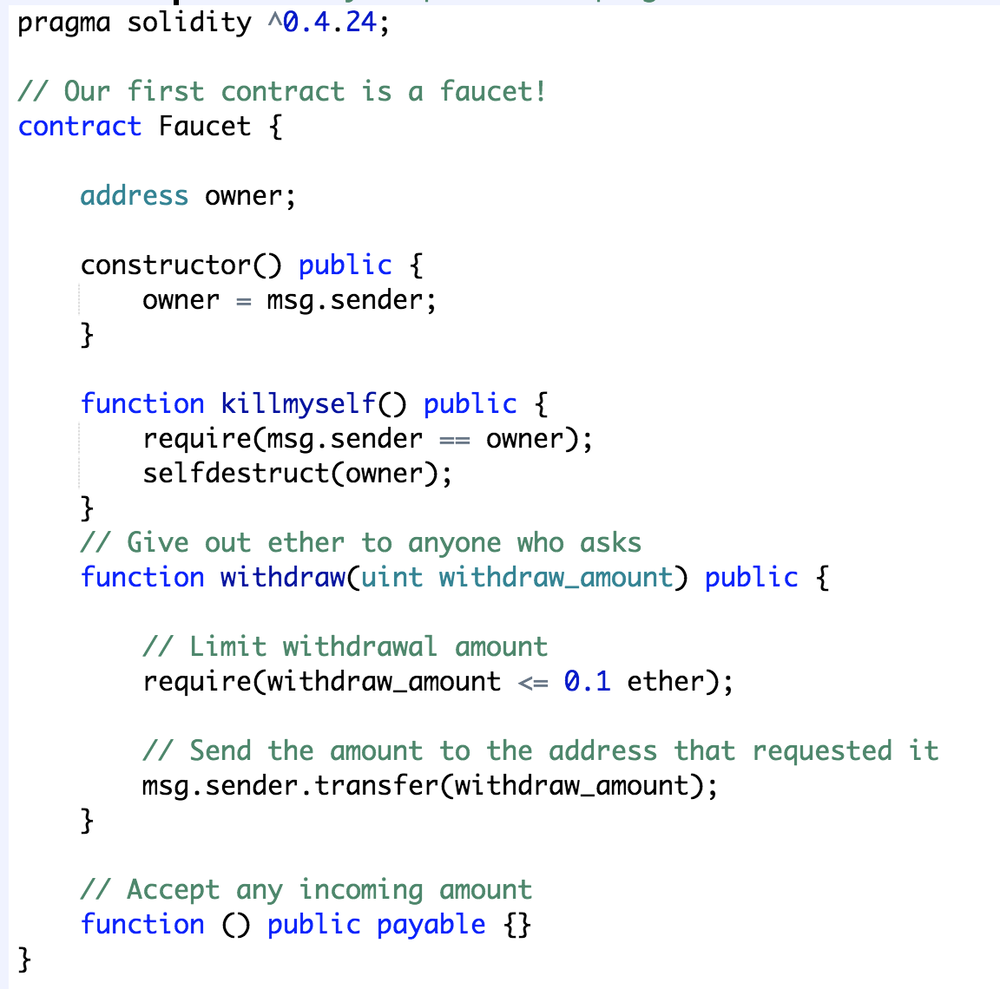 pragma solidity ^0.4.24;
// Our first contract is a faucet!
contract Faucet {
address owner;
constructor() public {
owner = msg.sender;
}
function killmyself() public {
require(msg.sender == owner);
selfdestruct(owner);
}
// Give out ether to anyone who asks
function withdraw(uint withdraw_amount) public {
// Limit withdrawal amount
require(withdraw_amount <= 0.1 ether);
// Send the amount to the address that requested it
msg.sender.transfer(withdraw_amount);
}
// Accept any incoming amount
function () public payable {}
}